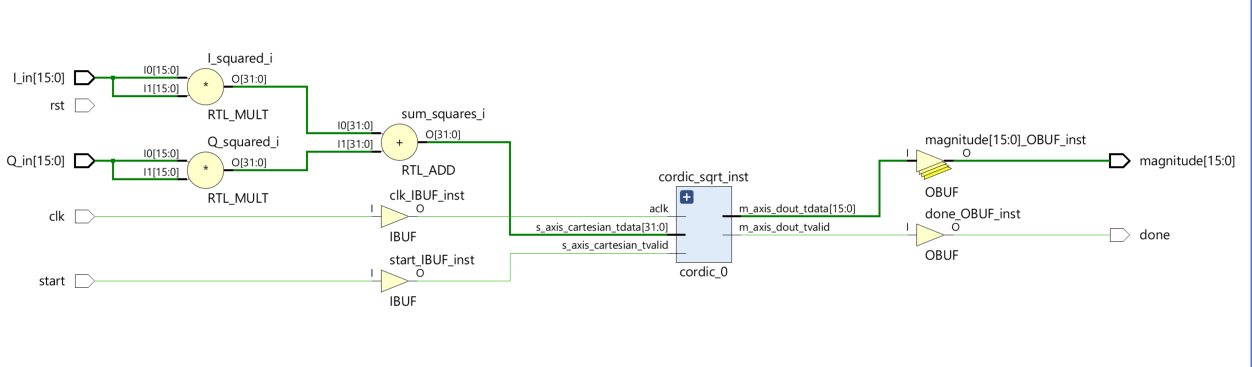 I_squared_i
I_in[15:0]
I0[15:0]
I1[15:0]
*
O[31:0]
RTL_MULT
rst
Q_squared_i
Q_in[15:0]
I0[15:0]
I1[15:0]
*
O[31:0]
RTL_MULT
sum_squares_i
I0[31:0]
I1[31:0]
+
O[31:0]
RTL_ADD
clk_IBUF_inst
clk
I
O
IBUF
start_IBUF_inst
start
I
O
IBUF
cordic_sqrt_inst
+
aclk
s_axis_cartesian_tdata[31:0]
s_axis_cartesian_tvalid
m_axis_dout_tdata[15:0]
m_axis_dout_tvalid
cordic_0
magnitude[15:0]_OBUF_inst
I
O
magnitude[15:0]
OBUF
done_OBUF_inst
I
O
done
OBUF